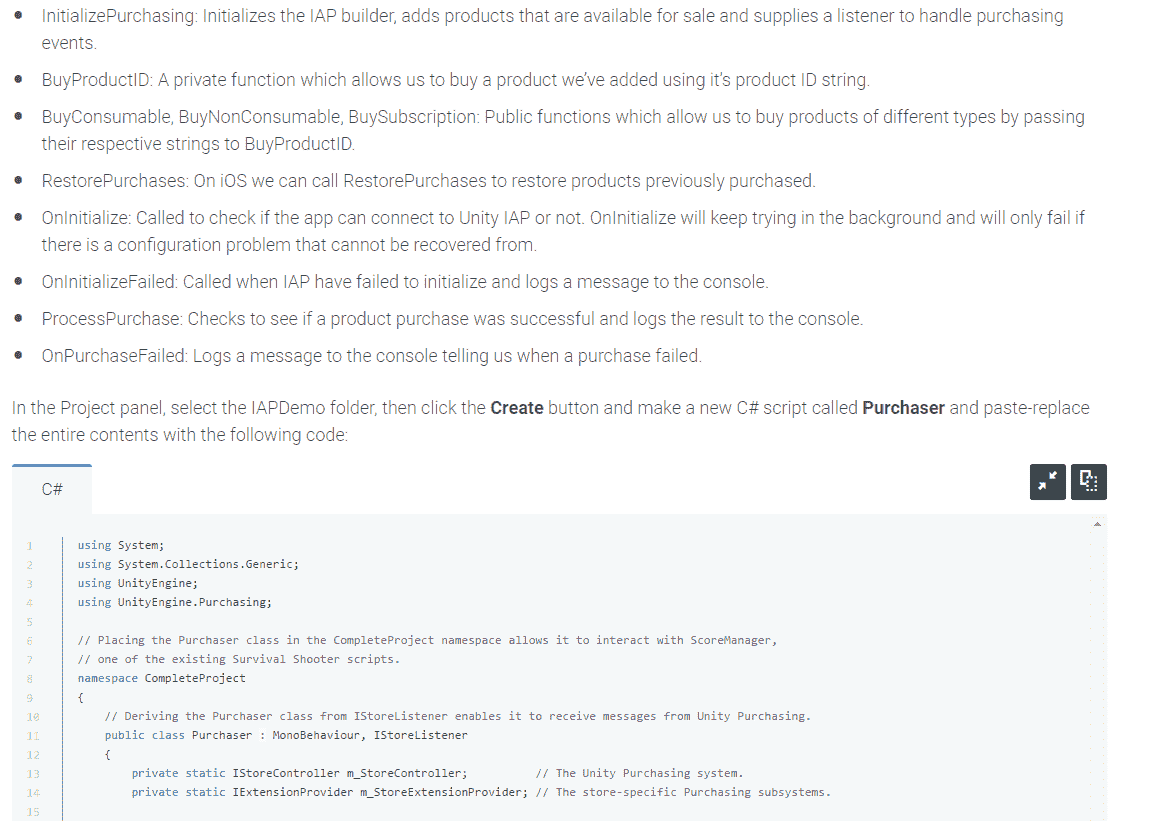 InitializePurchasing: Initializes the IAP builder, adds products that are available for sale and supplies a listener to handle purchasing
events.
BuyProductID: A private function which allows us to buy a product we've added using it's product ID string.
BuyConsumable, BuyNonConsumable, BuySubscription: Public functions which allow us to buy products of different types by passing
their respective strings to BuyProductID.
RestorePurchases: On iOS we can call RestorePurchases to restore products previously purchased.
OnInitialize: Called to check if the app can connect to Unity IAP or not. OnInitialize will keep trying in the background and will only fail if
there is a configuration problem that cannot be recovered from.
OnInitializeFailed: Called when IAP have failed to initialize and logs a message to the console.
ProcessPurchase: Checks to see if a product purchase was successful and logs the result to the console.
OnPurchaseFailed: Logs a message to the console telling us when a purchase failed.
In the Project panel, select the IAPDemo folder, then click the Create button and make a new C# script called Purchaser and paste-replace
the entire contents with the following code:
C#
1 using System;
2 using System.Collections.Generic;
3 using UnityEngine;
4 using UnityEngine.Purchasing;
5
6 // Placing the Purchaser class in the CompleteProject namespace allows it to interact with ScoreManager,
7 // one of the existing Survival Shooter scripts.
8 namespace CompleteProject
9 {
10 // Deriving the Purchaser class from IStoreListener enables it to receive messages from Unity Purchasing.
11 public class Purchaser : MonoBehaviour, IStoreListener
12 {
13 private static IStoreController m_StoreController; // The Unity Purchasing system.
14 private static IExtensionProvider m_StoreExtensionProvider; // The store-specific Purchasing subsystems.
15